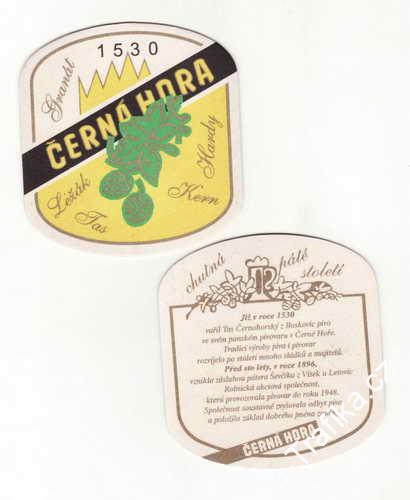 1530
Granát
ČERNÁ HORA
Ležák
Tas
Kern
Hardy
chutná páté
století
Již v roce 1530
vařil Tas Černohorský z Boskovic pivo
ve svém panském pivovaru v Černé Hoře.
Tradici výroby piva i pivovar
rozvíjelo po staletí mnoho sládků a majitelů.
Před sto lety, v roce 1896,
vznikla zásluhou pátera Ševčíka z Vísek u Letovic
Rolnická akciová společnost,
která provozovala pivovar do roku 1948.
Společnost soustavně zvyšovala odbyt piva
a položila základ dobrého jména značky
ČERNÁ HORA